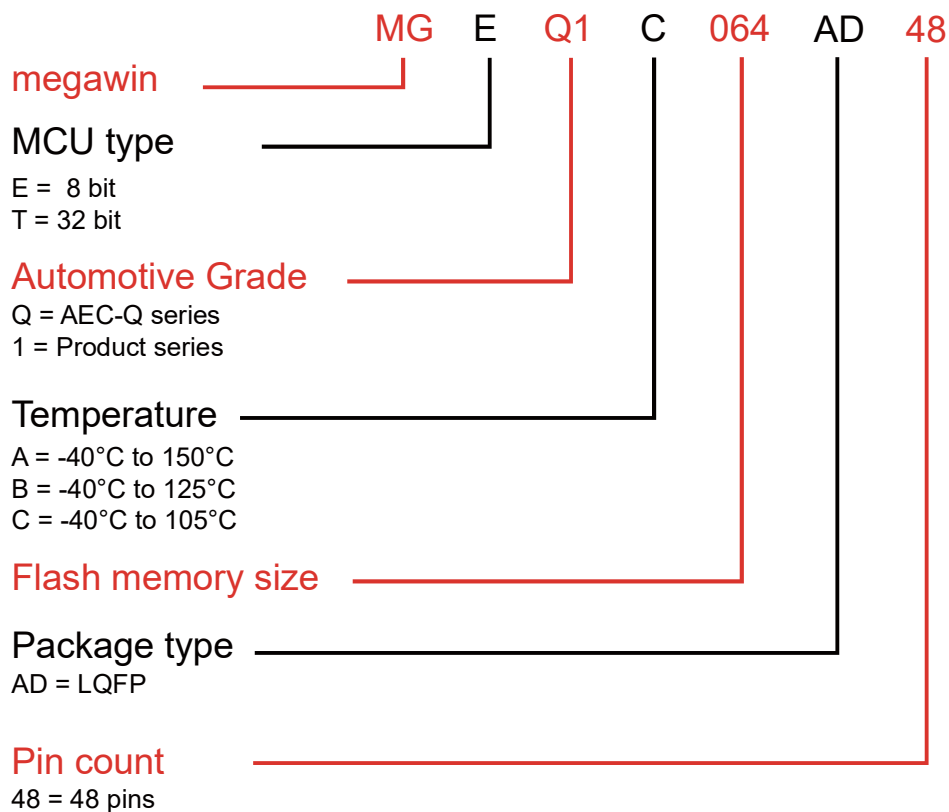 MG E Q1 C 064 AD 48
megawin
MCU type
E = 8 bit
T = 32 bit
Automotive Grade
Q = AEC-Q series
1 = Product series
Temperature
A = -40°C to 150°C
B = -40°C to 125°C
C = -40°C to 105°C
Flash memory size
Package type
AD = LQFP
Pin count
48 = 48 pins